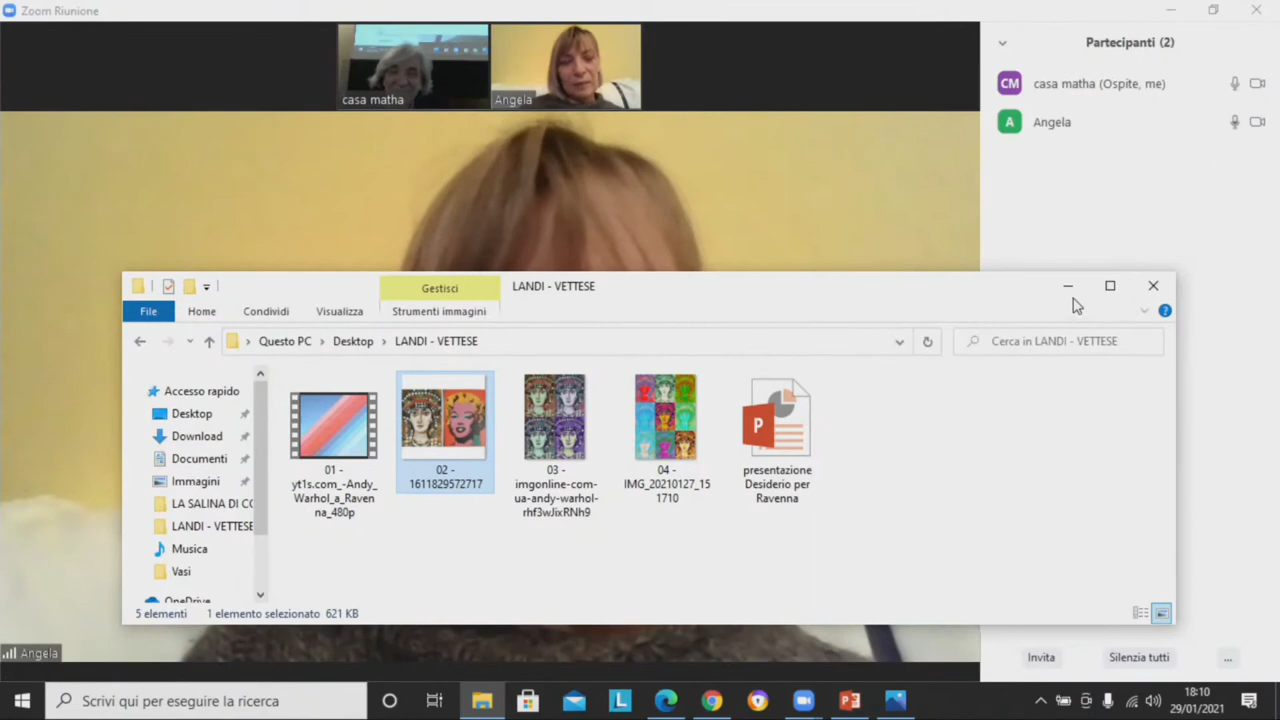 Zoom Riunione
casa matha
Angela
Partecipanti (2)
CM casa matha (Ospite, me)
A Angela
Gestisci
LANDI - VETTESE
File Home Condividi Visualizza Strumenti immagini
Questo PC Desktop LANDI - VETTESE
Cerca in LANDI - VETTESE
Accesso rapido
Desktop
Download
Documenti
Immagini
LA SALINA DI CO
LANDI - VETTESE
Musica
Vasi
OneDrive
01 -
yt1s.com_-Andy_
Warhol_a_Raven
na_480p
02 -
1611829572717
03 -
imgonline-com-
ua-andy-warhol-
rhf3wJixRNh9
04 -
IMG_20210127_15
1710
P
presentazione
Desiderio per
Ravenna
5 elementi 1 elemento selezionato 621 KB
Angela
Invita Silenzia tutti ...
Scrivi qui per eseguire la ricerca
L
P
18:10
29/01/2021